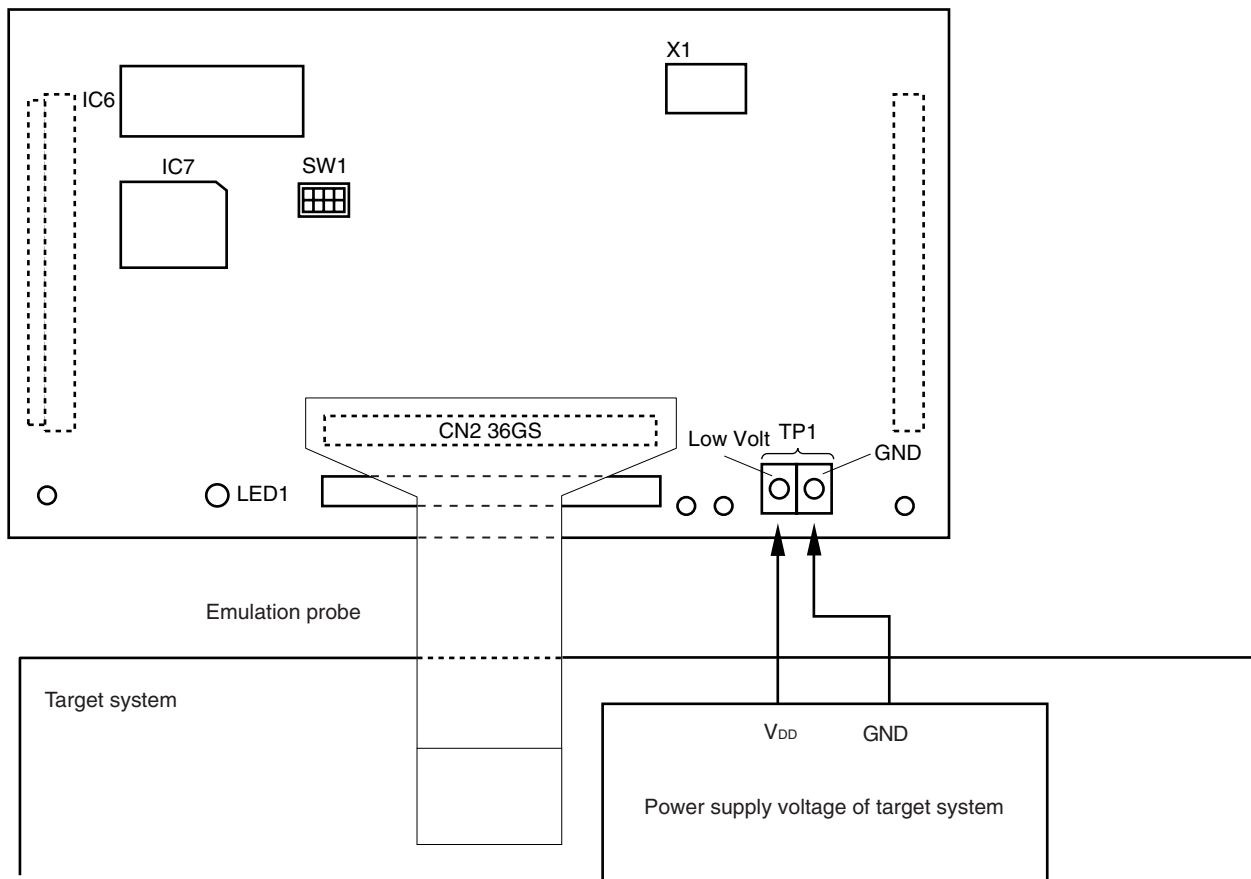 X1
IC6
IC7
SW1
CN2 36GS
Low Volt
TP1
GND
LED1
Emulation probe
Target system
VDD
GND
Power supply voltage of target system